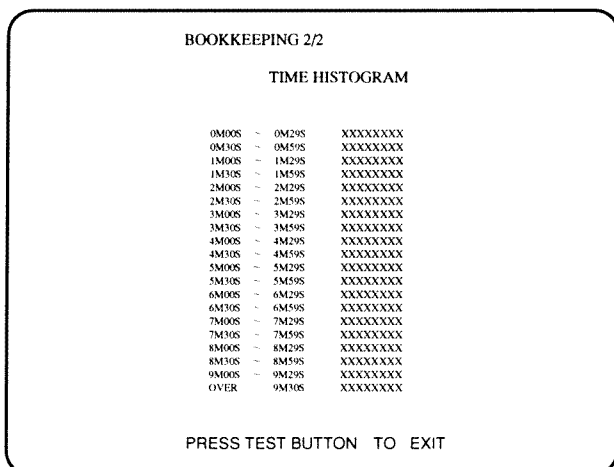 BOOKKEEPING 2/2
TIME HISTOGRAM
0M00S ~ 0M29S XXXXXXXX
0M30S ~ 0M59S XXXXXXXX
1M00S ~ 1M29S XXXXXXXX
1M30S ~ 1M59S XXXXXXXX
2M00S ~ 2M29S XXXXXXXX
2M30S ~ 2M59S XXXXXXXX
3M00S ~ 3M29S XXXXXXXX
3M30S ~ 3M59S XXXXXXXX
4M00S ~ 4M29S XXXXXXXX
4M30S ~ 4M59S XXXXXXXX
5M00S ~ 5M29S XXXXXXXX
5M30S ~ 5M59S XXXXXXXX
6M00S ~ 6M29S XXXXXXXX
6M30S ~ 6M59S XXXXXXXX
7M00S ~ 7M29S XXXXXXXX
7M30S ~ 7M59S XXXXXXXX
8M00S ~ 8M29S XXXXXXXX
8M30S ~ 8M59S XXXXXXXX
9M00S ~ 9M29S XXXXXXXX
OVER 9M30S XXXXXXXX
PRESS TEST BUTTON TO EXIT